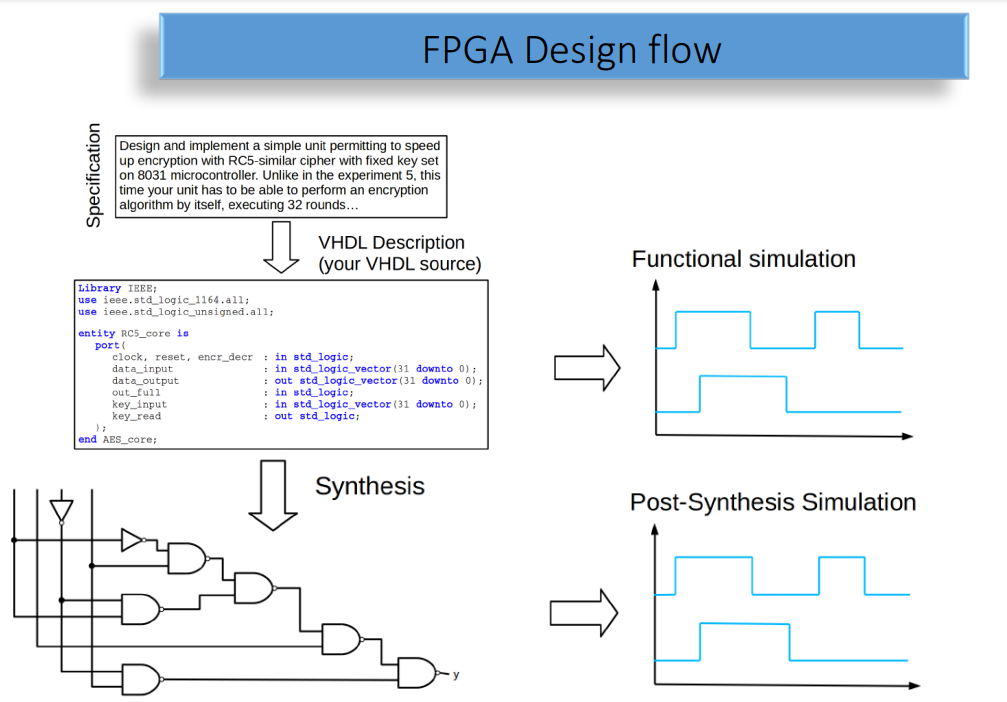 FPGA Design flow
Specification
Design and implement a simple unit permitting to speed
up encryption with RC5-similar cipher with fixed key set
on 8031 microcontroller. Unlike in the experiment 5, this
time your unit has to be able to perform an encryption
algorithm by itself, executing 32 rounds…
VHDL Description
(your VHDL source)
Library IEEE;
use ieee.std_logic_1164.all;
use ieee.std_logic_unsigned.all;
entity RC5_core is
port(
clock, reset, encr_decr : in std_logic;
data_input : in std_logic_vector(31 downto 0);
data_output : out std_logic_vector(31 downto 0);
out_full : in std_logic;
key_input : in std_logic_vector(31 downto 0);
key_read : out std_logic;
);
end AES_core;
Functional simulation
Synthesis
Post-Synthesis Simulation
y